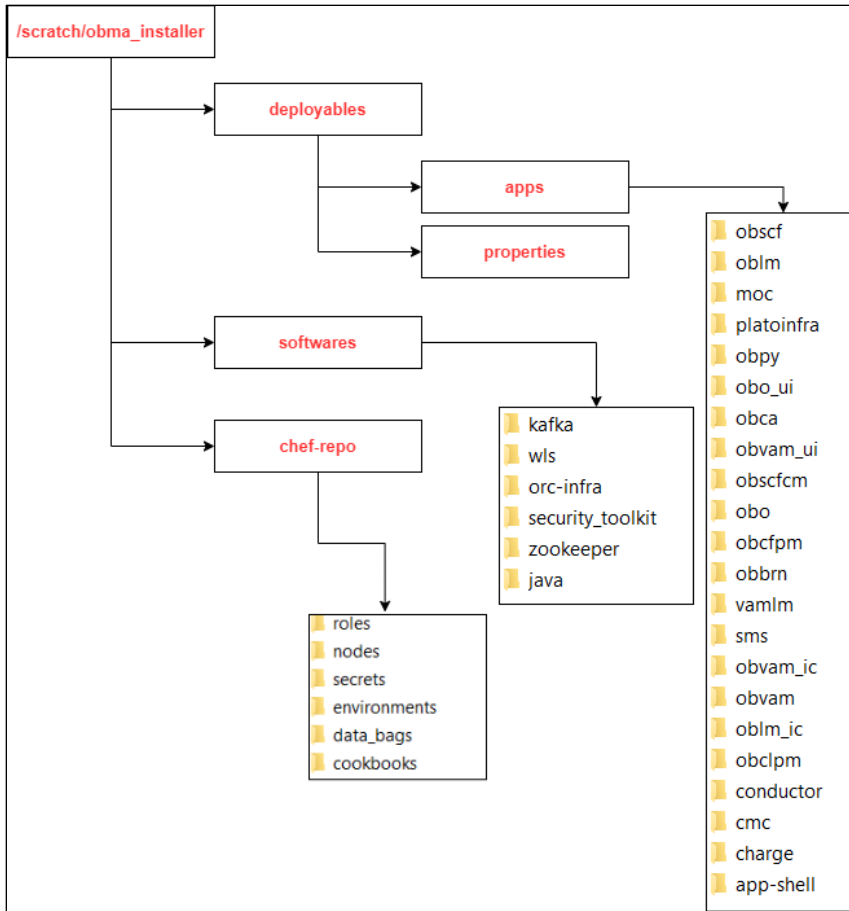 /scratch/obma_installer
deployables
apps
properties
softwares
chef-repo
obscf
oblm
moc
platoinfra
obpy
obo_ui
obca
obvam_ui
obscfcm
obo
obcfpm
obbrn
vamlm
sms
obvam_ic
obvam
oblm_ic
obclpm
conductor
cmc
charge
app-shell
kafka
wls
orc-infra
security_toolkit
zookeeper
java
roles
nodes
secrets
environments
data_bags
cookbooks